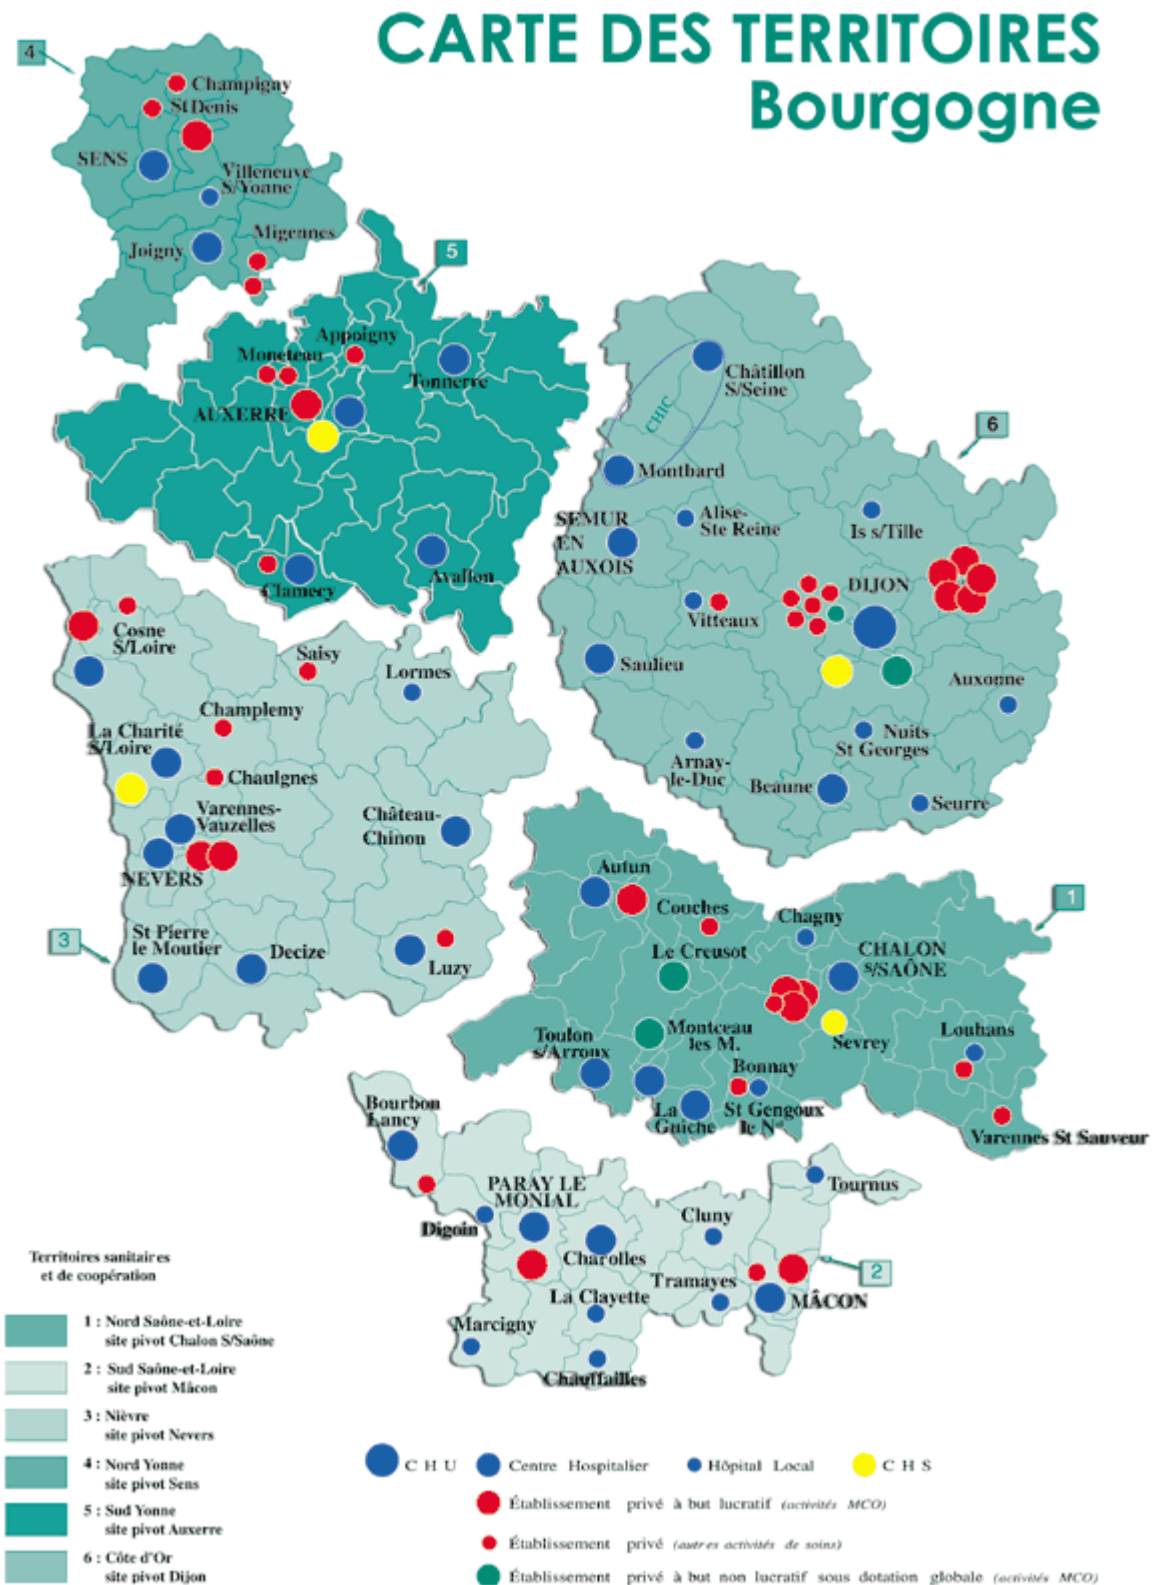 CARTE DES TERRITOIRES
Bourgogne
4
Champigny
St Denis
SENS
Villeneuve
S/Yonne
Joigny
Migennes
5
Appoigny
Moneteau
Tonnerre
AUXERRE
Clamecy
Avallon
6
Châtillon
S/Seine
CHIC
Montbard
SEMUR
EN
AUXOIS
Alise-
Ste Reine
Is s/Tille
DIJON
Vitteaux
Saulieu
Auxonne
Nuits
St Georges
Arnay-
le-Duc
Beaune
Seurre
Cosne
S/Loire
Saisy
Lormes
Champlemy
La Charité
S/Loire
Chaulgnes
Varennes-
Vauzelles
Château-
Chinon
NEVERS
3
St Pierre
le Moutier
Decize
Luzy
1
Autun
Couches
Chagny
Le Creusot
CHALON
s/SAÔNE
Toulon
s/Arroux
Montceau
les M.
Sevrey
Louhans
Bonnay
La
Guiche
St Gengoux
le Nal
Varennes St Sauveur
Bourbon
Lancy
PARAY LE
MONIAL
Tournus
Digoin
Charolles
Cluny
2
La Clayette
Tramayes
MÂCON
Marcigny
Chauffailles
Territoires sanitaires
et de coopération
1 : Nord Saône-et-Loire
site pivot Chalon S/Saône
2 : Sud Saône-et-Loire
site pivot Mâcon
3 : Nièvre
site pivot Nevers
4 : Nord Yonne
site pivot Sens
5 : Sud Yonne
site pivot Auxerre
6 : Côte d'Or
site pivot Dijon
C H U
Centre Hospitalier
Hôpital Local
C H S
Établissement privé à but lucratif (activités MCO)
Établissement privé (autres activités de soins)
Établissement privé à but non lucratif sous dotation globale (activités MCO)